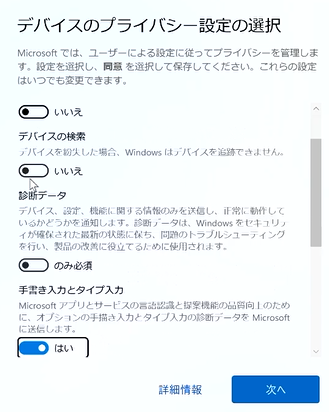 デバイスのプライバシー設定の選択
Microsoft では、ユーザーによる設定に従ってプライバシーを管理しま
す。設定を選択し、同意 を選択して保存してください。これらの設定
はいつでも変更できます。
いいえ
デバイスの検索
デバイスを紛失した場合、Windows はデバイスを追跡できません。
いいえ
診断データ
デバイス、設定、機能に関する情報のみを送信し、正常に動作して
いるかどうかを通知します。診断データは、Windows をセキュリテ
ィが確保された最新の状態に保ち、問題のトラブルシューティング
を行い、製品の改善に役立てるために使用されます。
のみ必須
手書き入力とタイプ入力
Microsoft アプリとサービスの言語認識と提案機能の品質向上のため
に、オプションの手描き入力とタイプ入力の診断データを Microsoft
に送信します。
はい
詳細情報
次へ